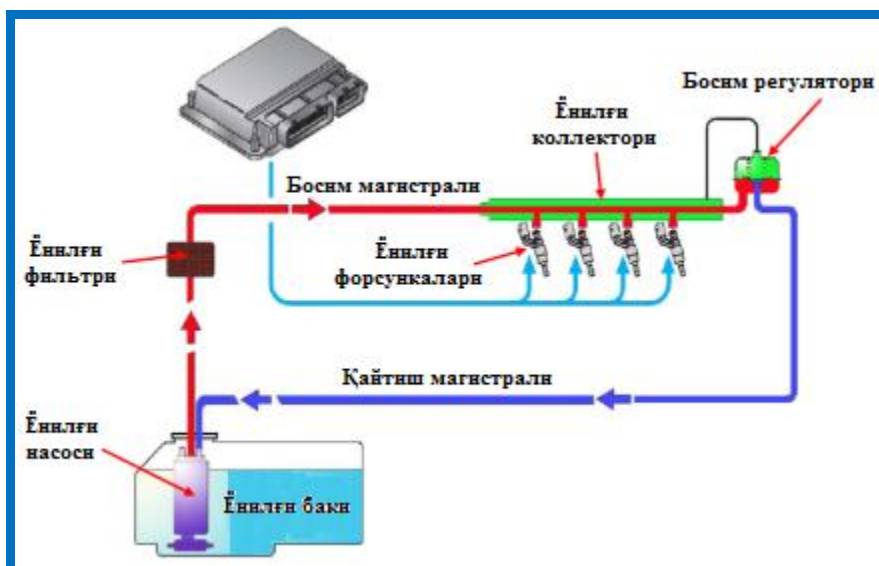 Босим регулятори
Ёнилғи
коллектори
Босим магистрали
Ёнилғи
фильтри
Ёнилғи
форсункалари
Қайтиш магистрали
Ёнилғи
насоси
Ёнилғи баки